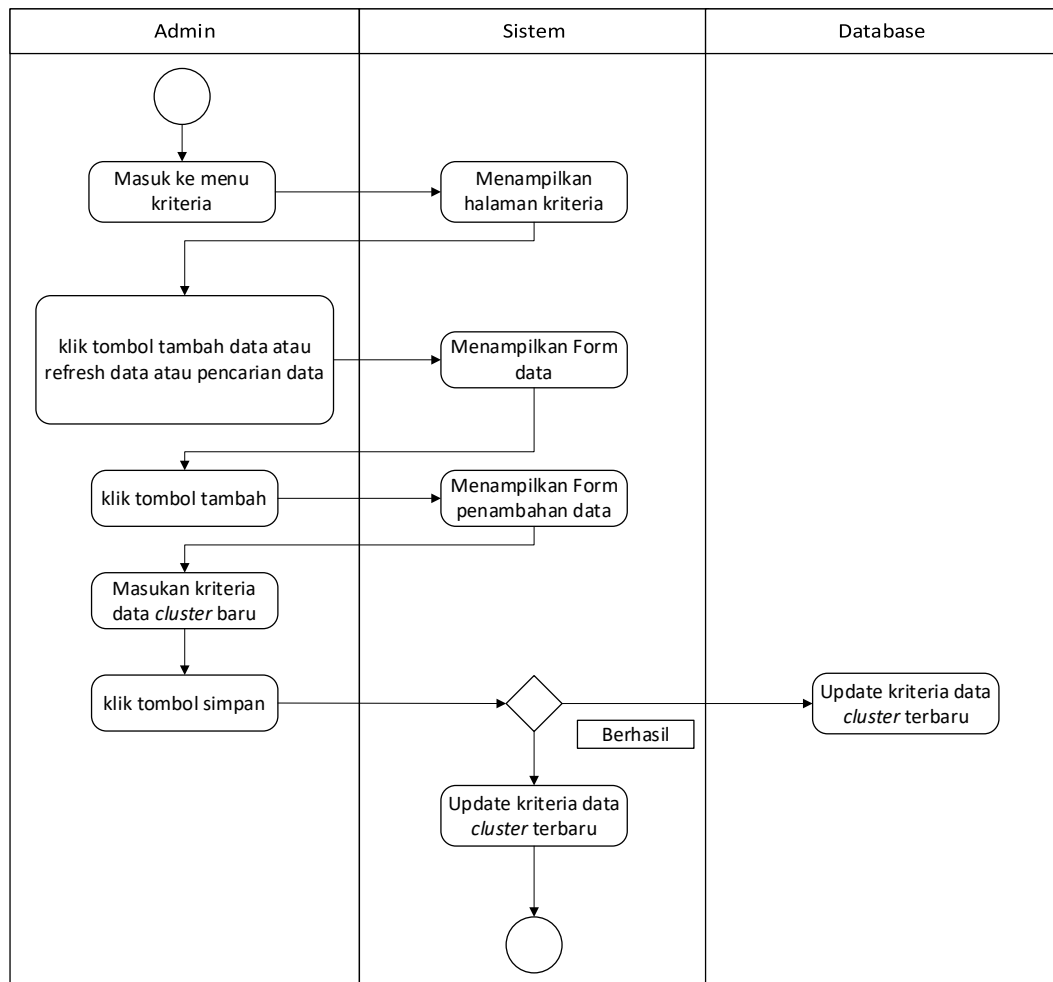 Admin
Sistem
Database
Masuk ke menu
kriteria
Menampilkan
halaman kriteria
klik tombol tambah data atau
refresh data atau pencarian data
Menampilkan Form
data
klik tombol tambah
Menampilkan Form
penambahan data
Masukan kriteria
data cluster baru
klik tombol simpan
Update kriteria data
cluster terbaru
Berhasil
Update kriteria data
cluster terbaru